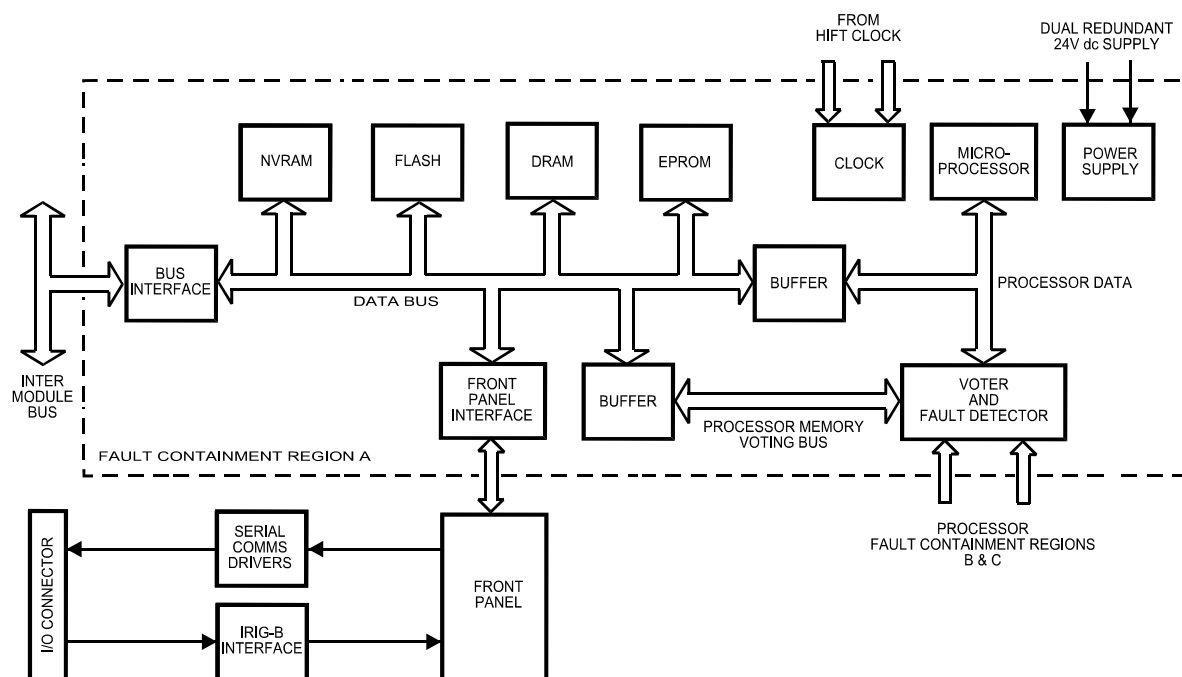 FROM
HIFT CLOCK
DUAL REDUNDANT
24V dc SUPPLY
NVRAM
FLASH
DRAM
EPROM
CLOCK
MICRO-
PROCESSOR
POWER
SUPPLY
BUS
INTERFACE
DATA BUS
BUFFER
PROCESSOR DATA
INTER
MODULE
BUS
FRONT
PANEL
INTERFACE
BUFFER
PROCESSOR MEMORY
VOTING BUS
VOTER
AND
FAULT DETECTOR
FAULT CONTAINMENT REGION A
PROCESSOR
FAULT CONTAINMENT REGIONS
B & C
I/O CONNECTOR
SERIAL
COMMS
DRIVERS
IRIG-B
INTERFACE
FRONT
PANEL